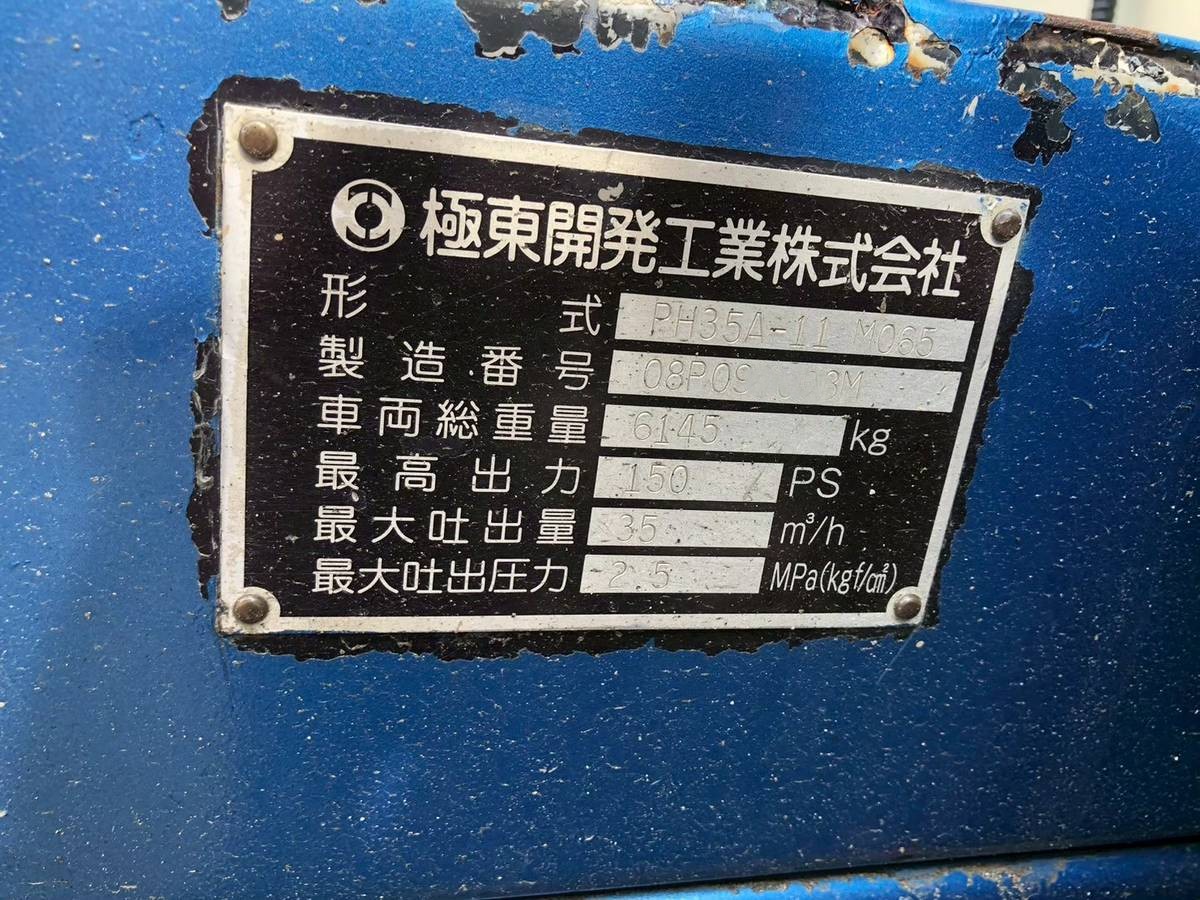 極東開発工業株式会社
形式 PH35A-11 M065
製造番号 08P09
車両総重量 6145 kg
最高出力 150 PS
最大吐出量 35 m³/h
最大吐出圧力 2.5 MPa(kgf/cm²)